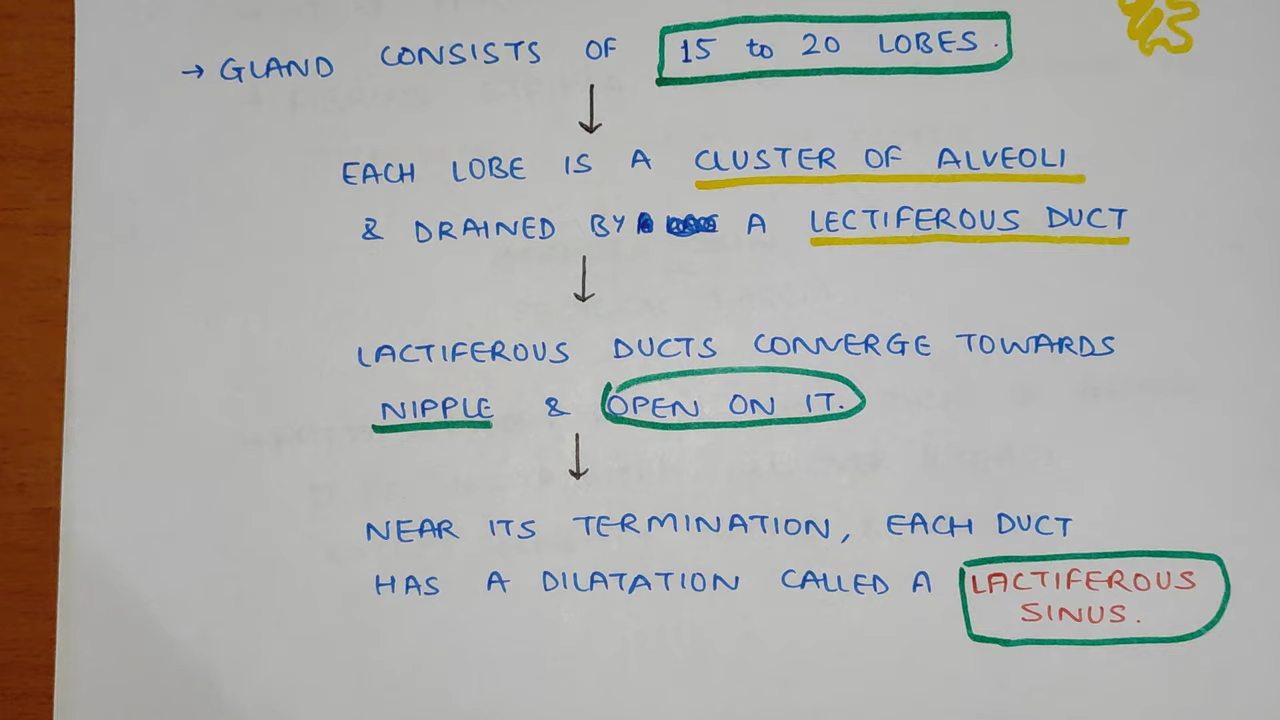 → GLAND CONSISTS OF 15 to 20 LOBES.
EACH LOBE IS A CLUSTER OF ALVEOLI
& DRAINED BY A LECTIFEROUS DUCT
LACTIFEROUS DUCTS CONVERGE TOWARDS
NIPPLE & OPEN ON IT.
NEAR ITS TERMINATION, EACH DUCT
HAS A DILATATION CALLED A LACTIFEROUS
SINUS.